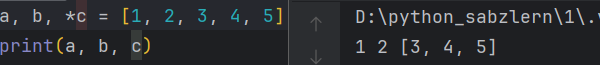 a, b, *c = [1, 2, 3, 4, 5]
print(a, b, c)
D:\python_sabzlern\1\.v
1 2 [3, 4, 5]